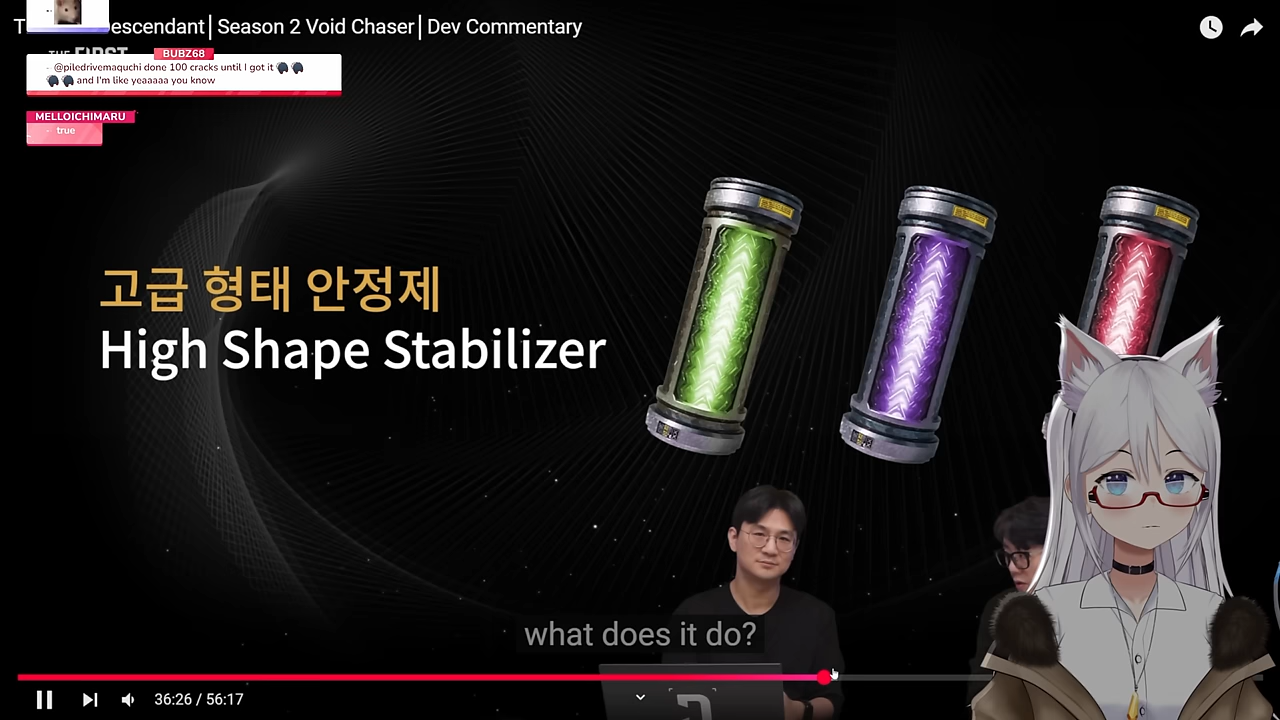 T
escendant | Season 2 Void Chaser | Dev Commentary
THE FIRST
BUBZ68
@piledrivemaquchi done 100 cracks until I got it
and I'm like yeaaaaa you know
MELLOICHIMARU
true
고급 형태 안정제
High Shape Stabilizer
what does it do?
36:26 / 56:17